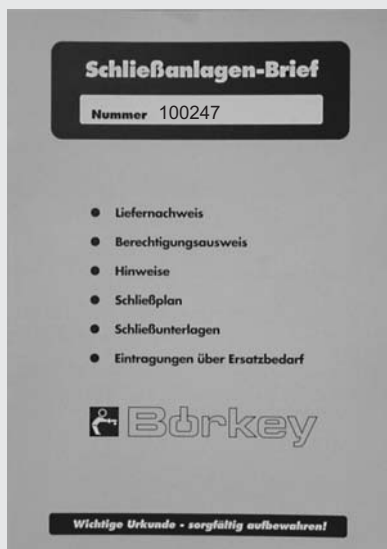 Schließanlagen-Brief
Nummer 100247
● Liefernachweis
● Berechtigungsausweis
● Hinweise
● Schließplan
● Schließunterlagen
● Eintragungen über Ersatzbedarf
Börkey
Wichtige Urkunde - sorgfältig aufbewahren!